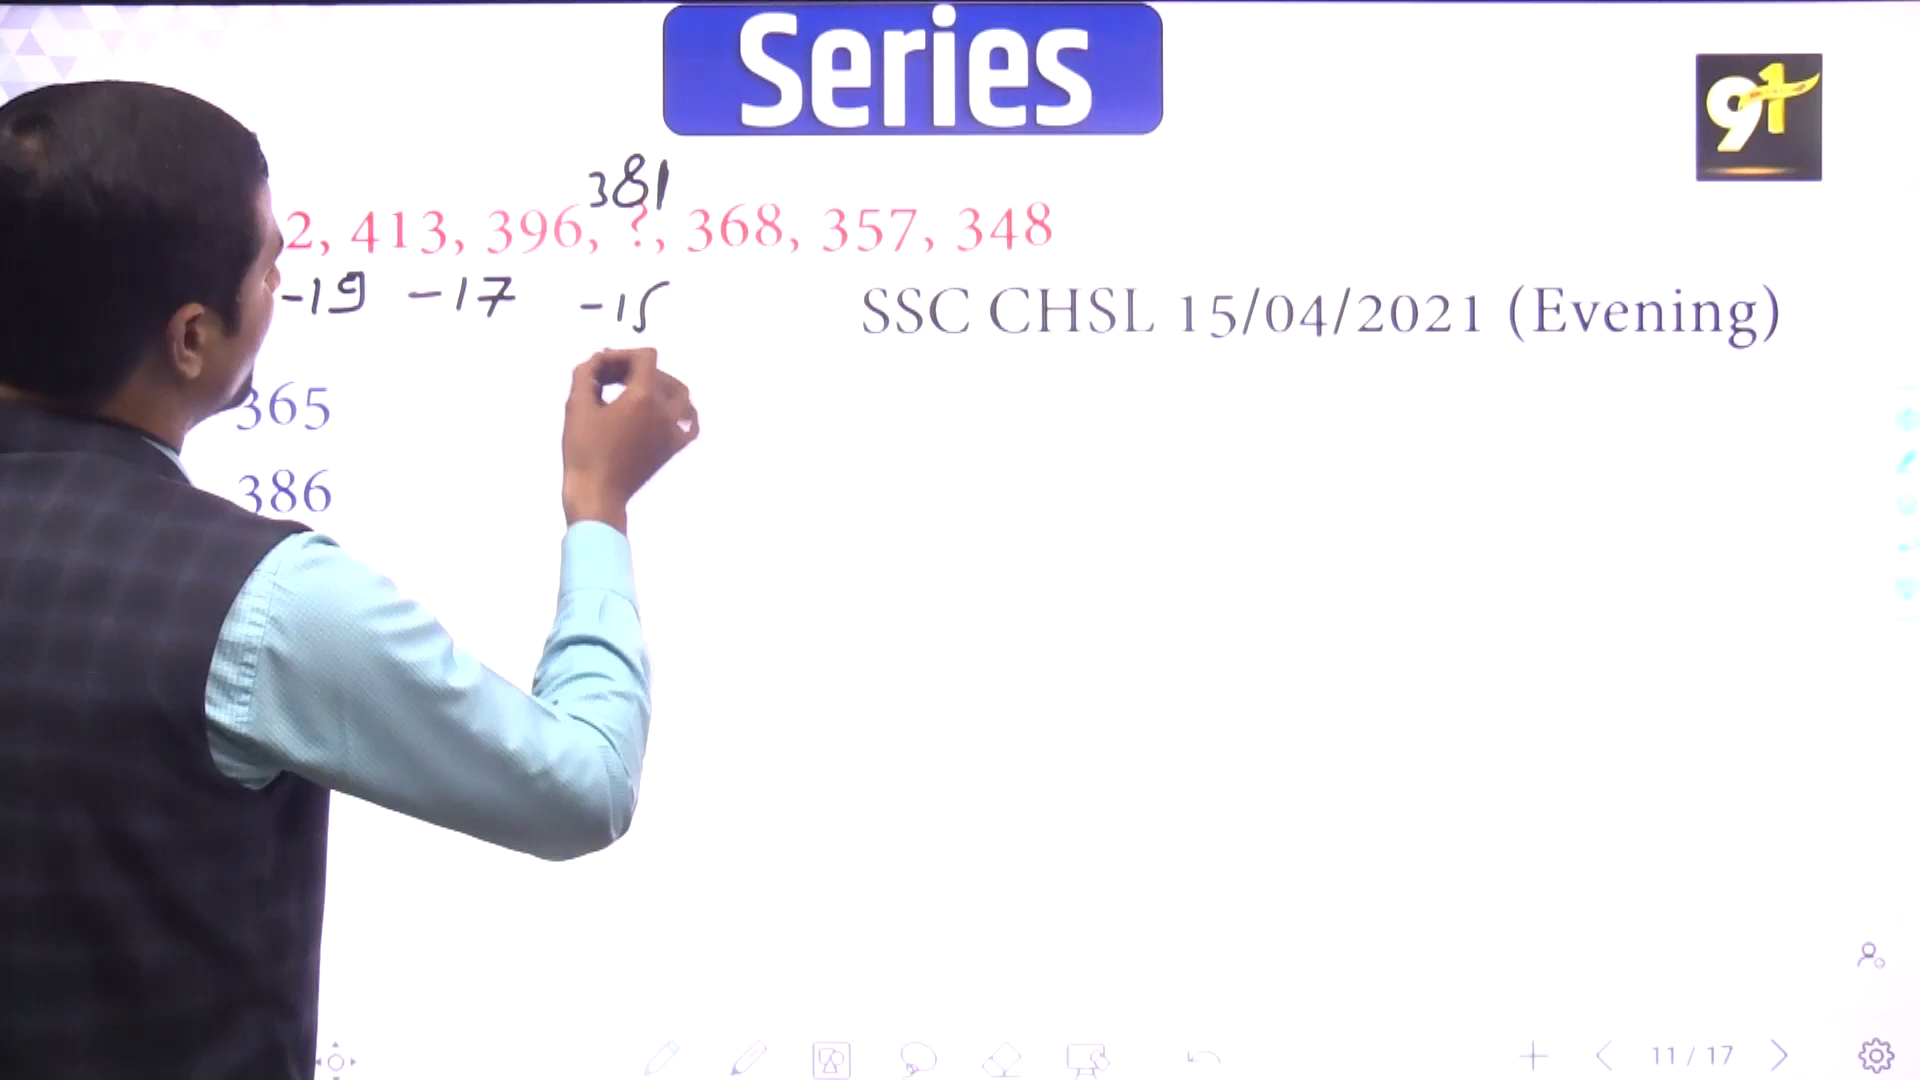 Series
91
381
2, 413, 396, ?, 368, 357, 348
-19 -17 -15
SSC CHSL 15/04/2021 (Evening)
365
386
11 / 17